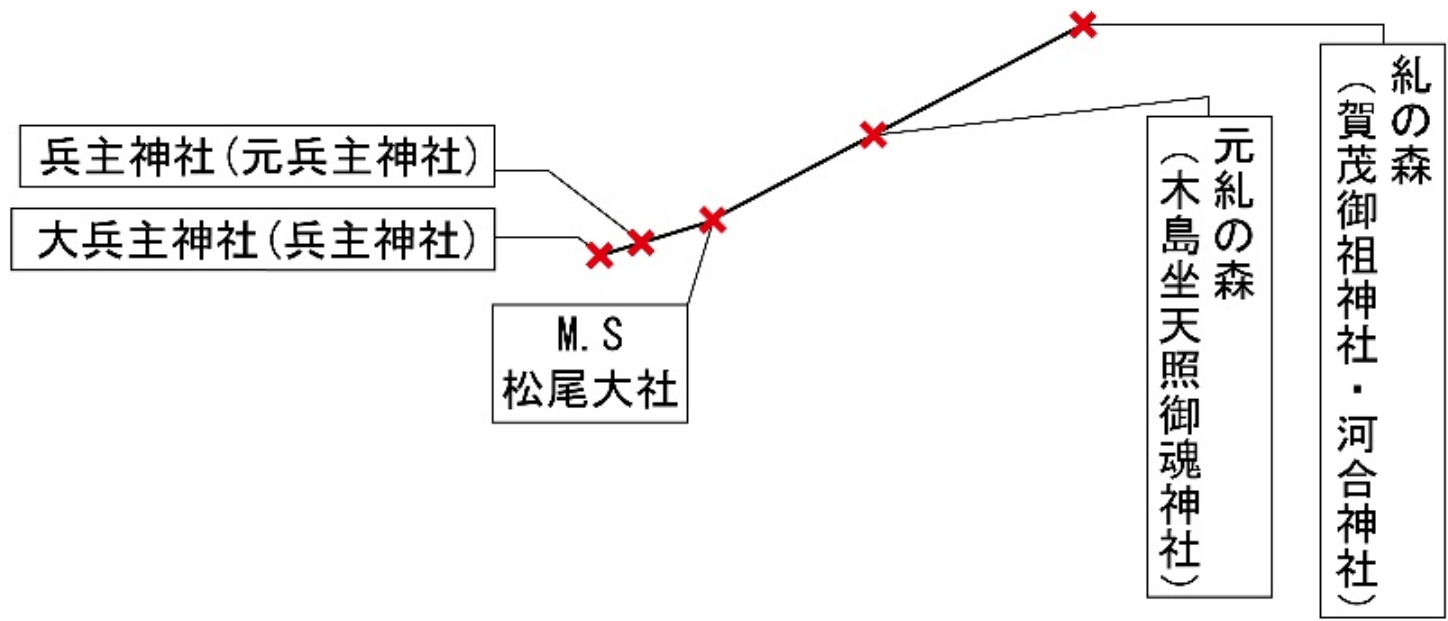 兵主神社(元兵主神社)
大兵主神社(兵主神社)
M.S
松尾大社
元糺の森
(木島坐天照御魂神社)
糺の森
(賀茂御祖神社・河合神社)